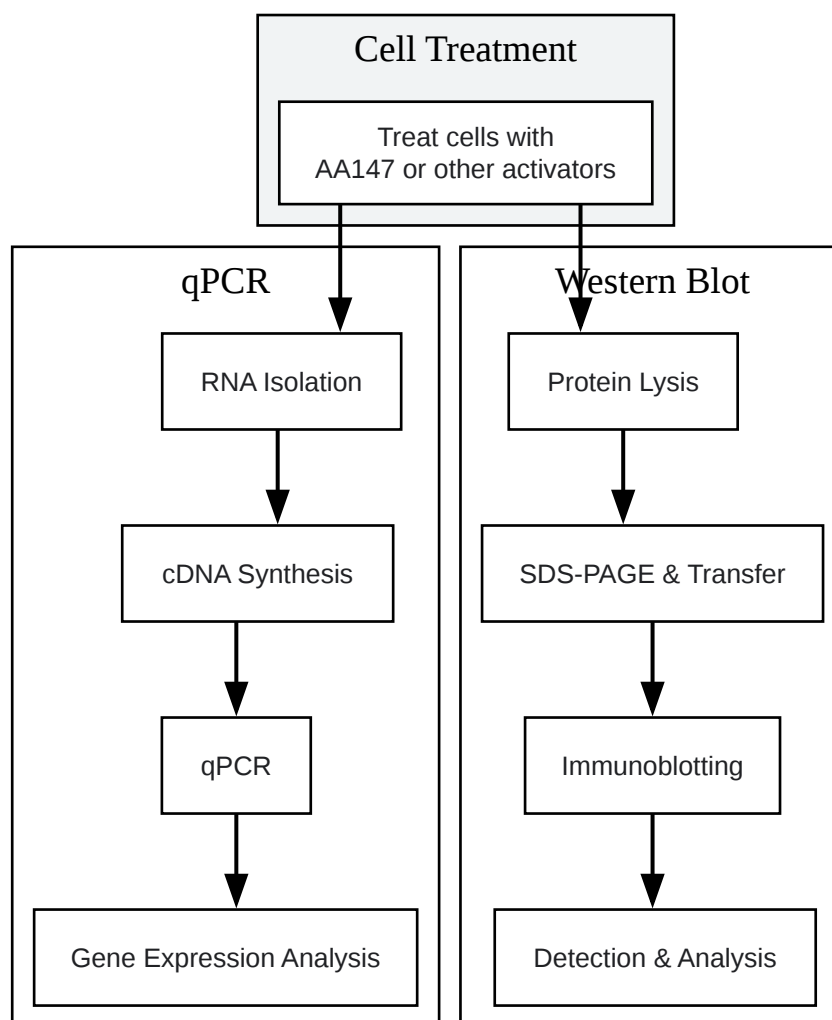 Cell Treatment
Treat cells with
AA147 or other activators
qPCR
RNA Isolation
cDNA Synthesis
qPCR
Gene Expression Analysis
Western Blot
Protein Lysis
SDS-PAGE & Transfer
Immunoblotting
Detection & Analysis